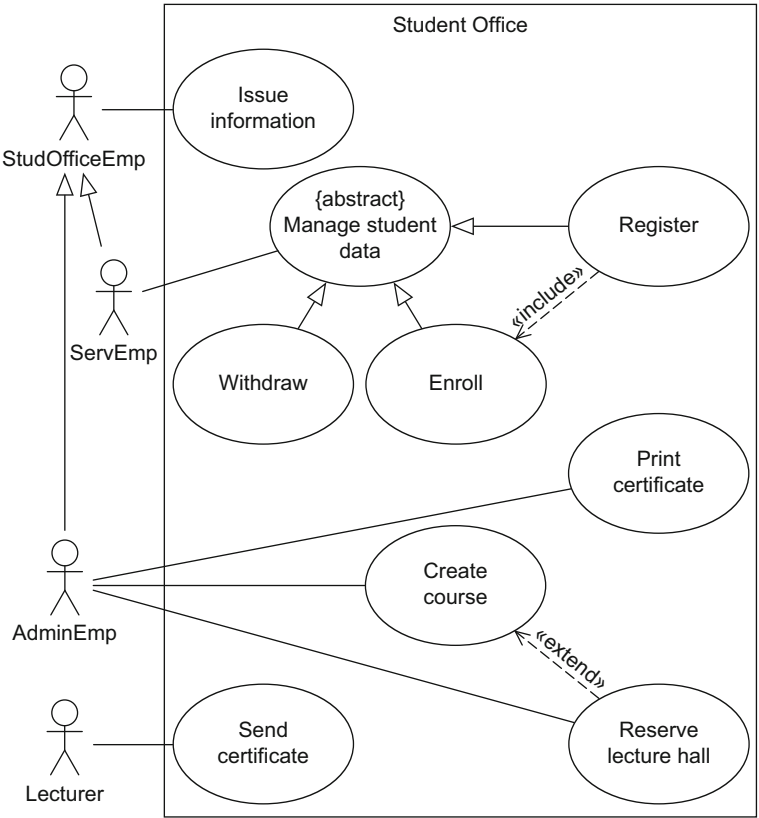 Student Office
Issue
information
StudOfficeEmp
{abstract}
Manage student
data
Register
«include»
ServEmp
Withdraw
Enroll
Print
certificate
Create
course
AdminEmp
«extend»
Send
certificate
Reserve
lecture hall
Lecturer